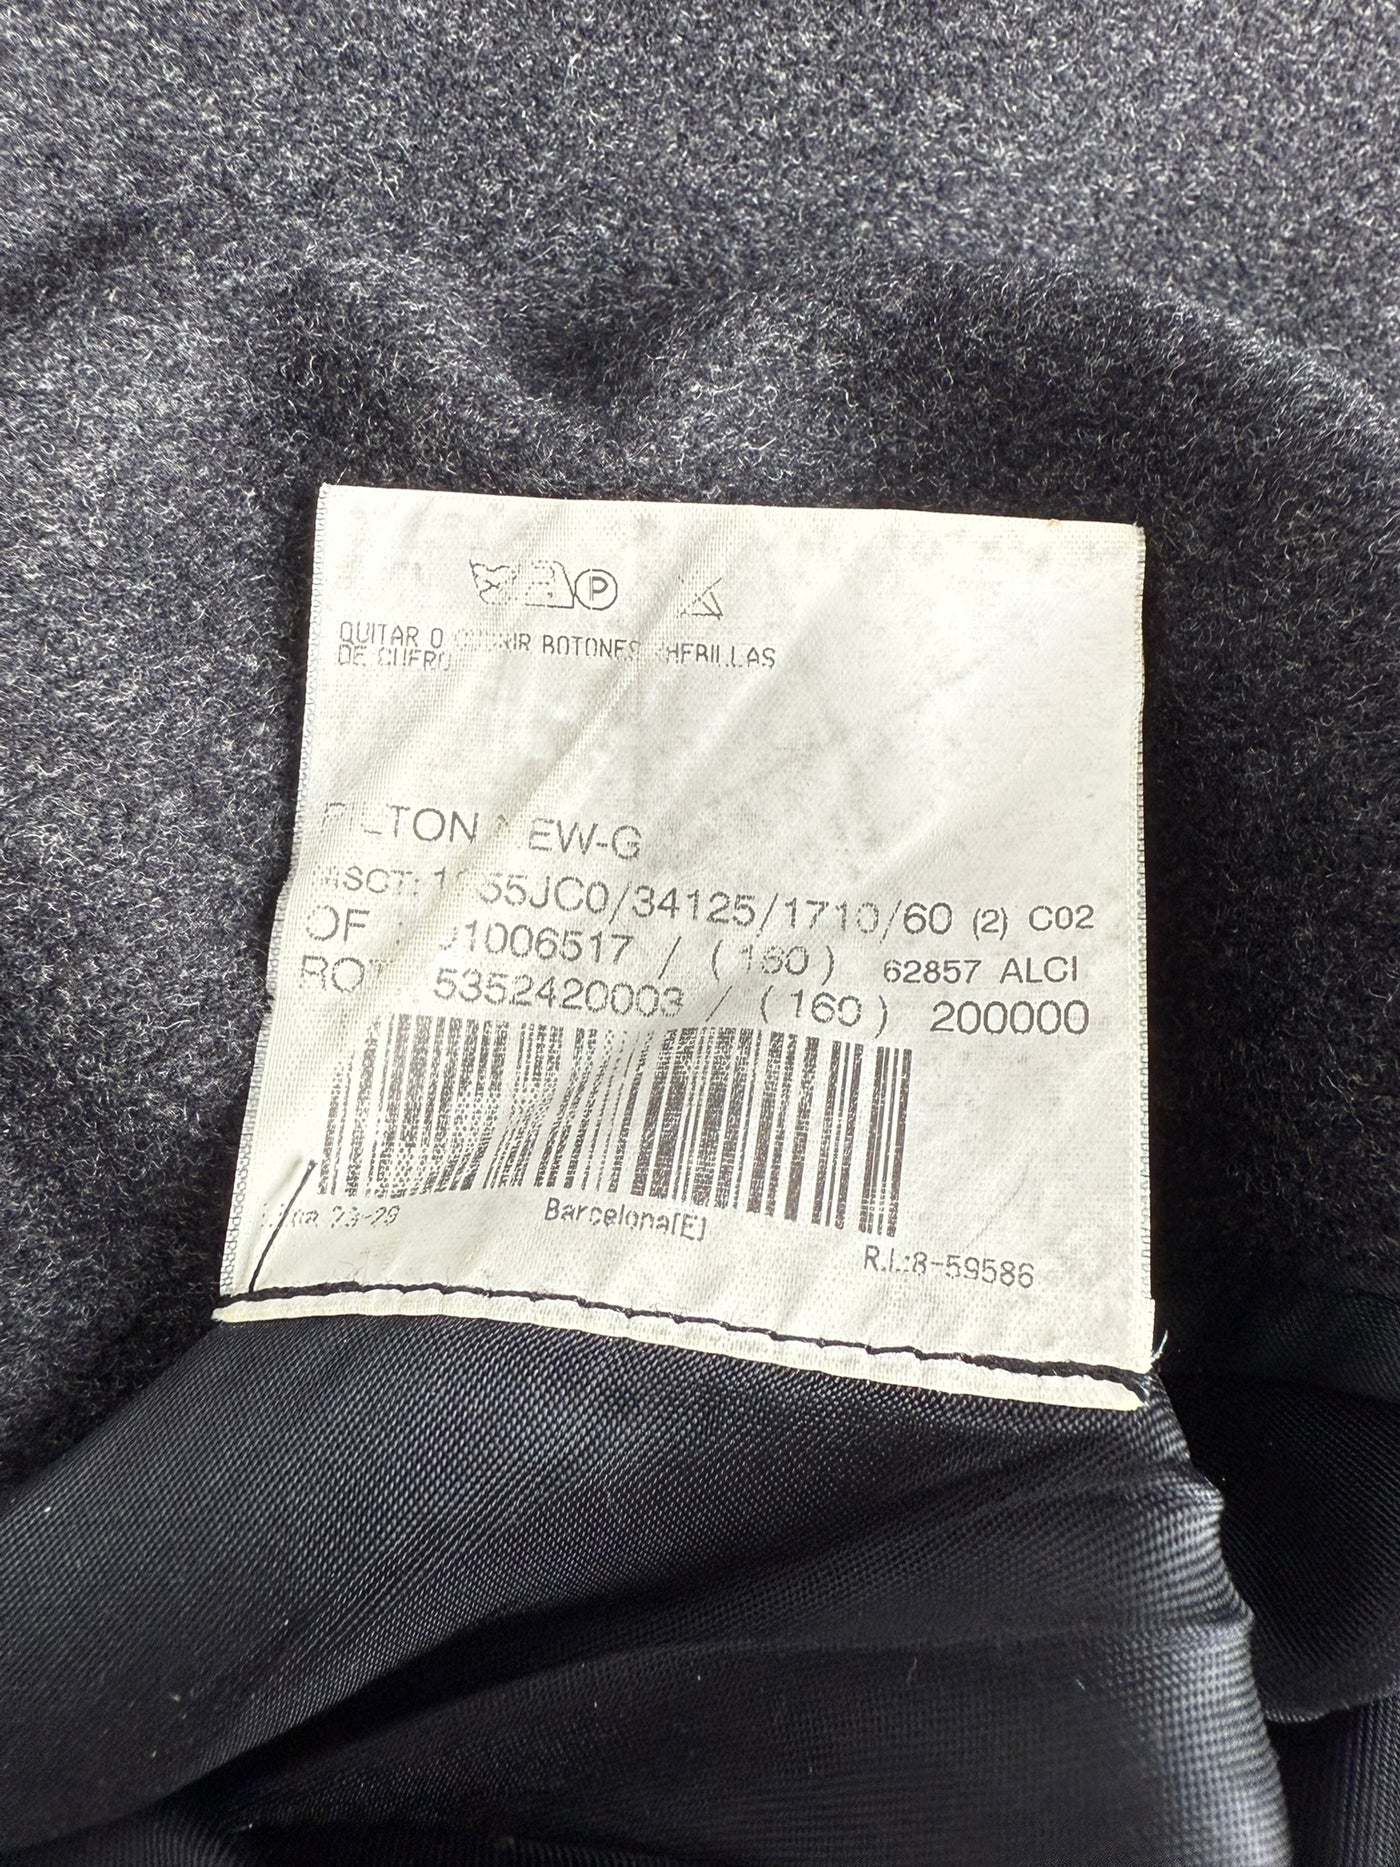 P
QUITAR O CUBRIR BOTONES HEBILLAS
DE CUERO
EW-G
55JC0/34125/1710/60 (2) C02
OF 1006517 / (160) 62857 ALCI
5352420003 / (160) 200000
Barcelona[E]
R.I.:8-59586